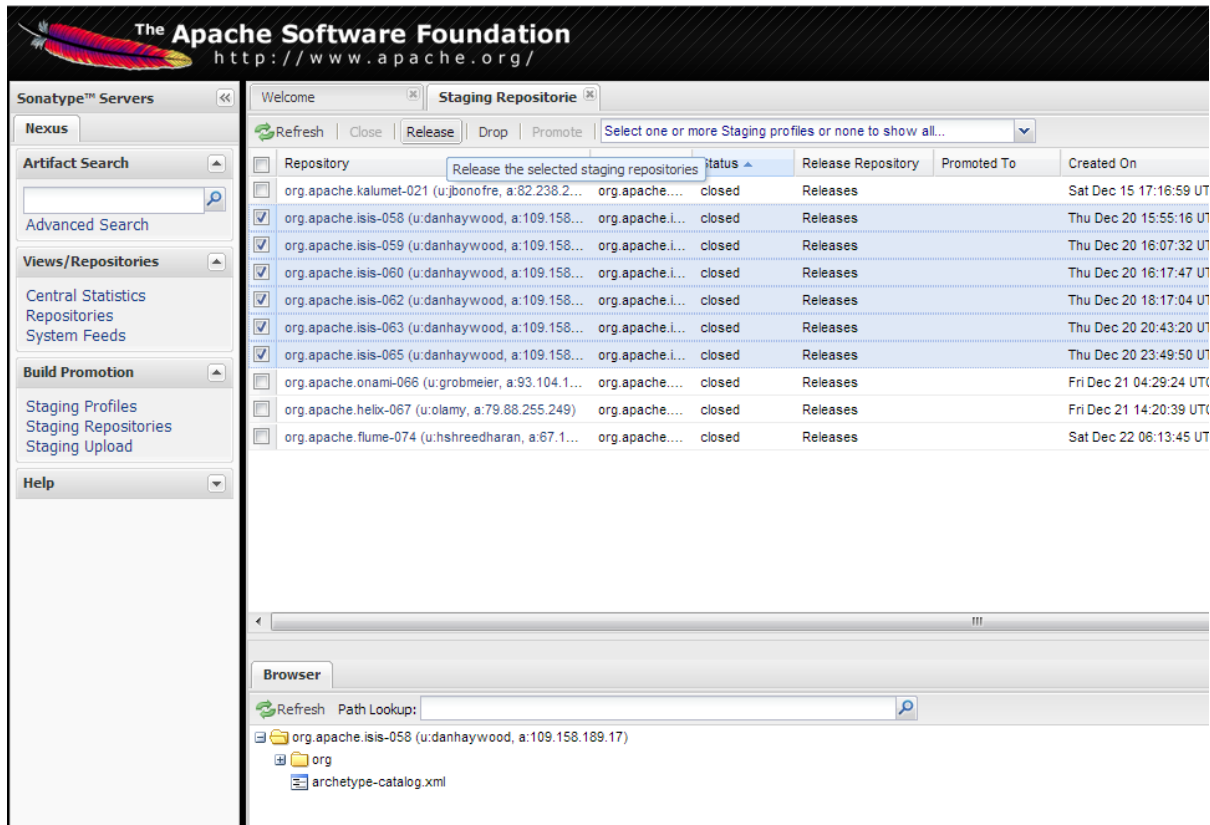 The Apache Software Foundation
http://www.apache.org/
Sonatype™ Servers
Nexus
Artifact Search
Advanced Search
Views/Repositories
Central Statistics
Repositories
System Feeds
Build Promotion
Staging Profiles
Staging Repositories
Staging Upload
Help
Welcome Staging Repositorie
Refresh Close Release Drop Promote Select one or more Staging profiles or none to show all...
Repository Status Release Repository Promoted To Created On
Release the selected staging repositories
org.apache.kalumet-021 (u:jbonofre, a:82.238.2... org.apache.... closed Releases Sat Dec 15 17:16:59 UT
org.apache.isis-058 (u:danhaywood, a:109.158... org.apache.i... closed Releases Thu Dec 20 15:55:16 UT
org.apache.isis-059 (u:danhaywood, a:109.158... org.apache.i... closed Releases Thu Dec 20 16:07:32 UT
org.apache.isis-060 (u:danhaywood, a:109.158... org.apache.i... closed Releases Thu Dec 20 16:17:47 UT
org.apache.isis-062 (u:danhaywood, a:109.158... org.apache.i... closed Releases Thu Dec 20 18:17:04 UT
org.apache.isis-063 (u:danhaywood, a:109.158... org.apache.i... closed Releases Thu Dec 20 20:43:20 UT
org.apache.isis-065 (u:danhaywood, a:109.158... org.apache.i... closed Releases Thu Dec 20 23:49:50 UT
org.apache.onami-066 (u:grobmeier, a:93.104.1... org.apache.... closed Releases Fri Dec 21 04:29:24 UTC
org.apache.helix-067 (u:olamy, a:79.88.255.249) org.apache.... closed Releases Fri Dec 21 14:20:39 UTC
org.apache.flume-074 (u:hshreedharan, a:67.1... org.apache.... closed Releases Sat Dec 22 06:13:45 UT
Browser
Refresh Path Lookup:
org.apache.isis-058 (u:danhaywood, a:109.158.189.17)
org
archetype-catalog.xml